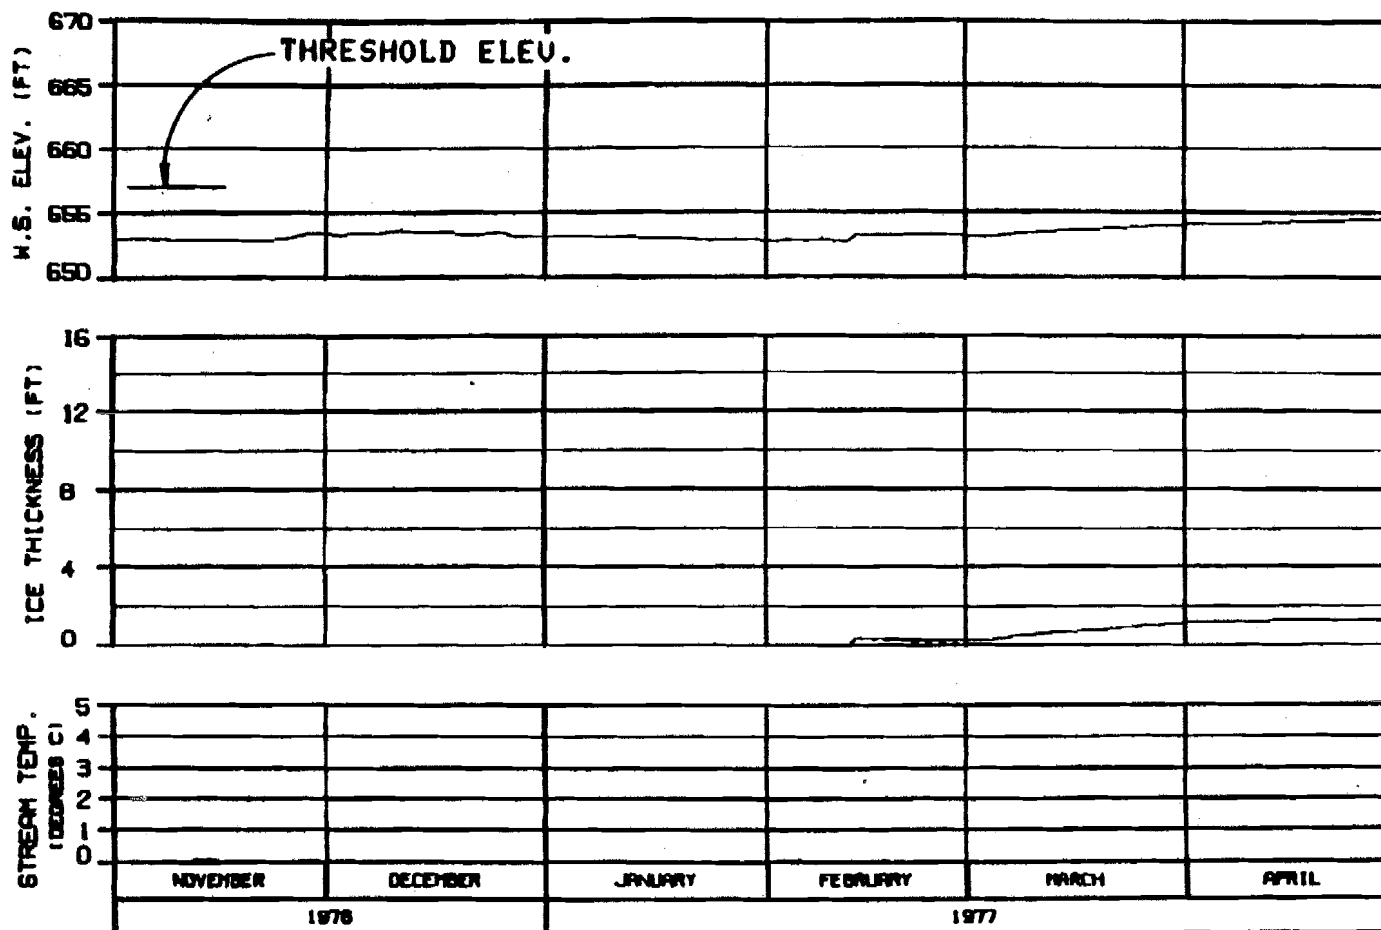 670
THRESHOLD ELEV.
665
660
655
650
W.S. ELEV. (FT)
16
12
8
4
0
ICE THICKNESS (FT)
5
4
3
2
1
0
STREAM TEMP.
(DEGREES C)
NOVEMBER DECEMBER JANUARY FEBRUARY MARCH APRIL
1976 1977